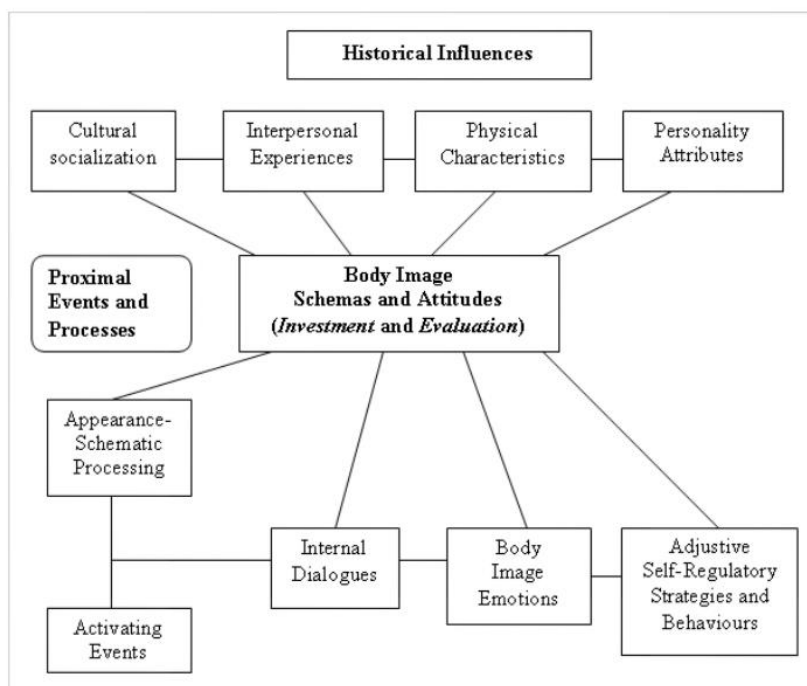 Historical Influences
Cultural
socialization
Interpersonal
Experiences
Physical
Characteristics
Personality
Attributes
Proximal
Events and
Processes
Body Image
Schemas and Attitudes
(Investment and Evaluation)
Appearance-
Schematic
Processing
Internal
Dialogues
Body
Image
Emotions
Adjustive
Self-Regulatory
Strategies and
Behaviours
Activating
Events